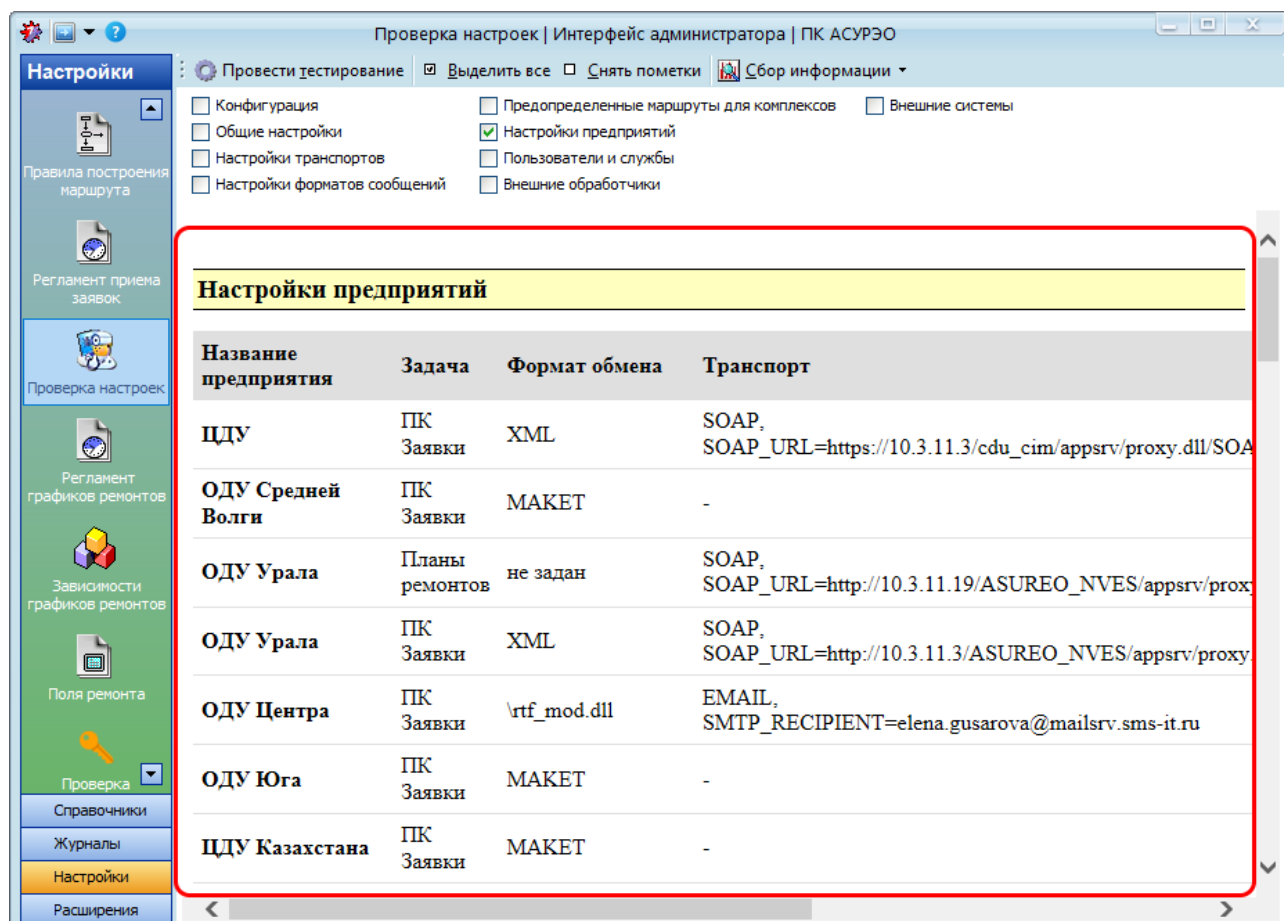 Проверка настроек | Интерфейс администратора | ПК АСУРЭО
Настройки
Провести тестирование
Выделить все
Снять пометки
Сбор информации
Конфигурация
Общие настройки
Настройки транспортов
Настройки форматов сообщений
Предопределенные маршруты для комплексов
Настройки предприятий
Пользователи и службы
Внешние обработчики
Внешние системы
Правила построения
маршрута
Регламент приема
заявок
Проверка настроек
Регламент
графиков ремонтов
Зависимости
графиков ремонтов
Поля ремонта
Проверка
Справочники
Журналы
Настройки
Расширения
Настройки предприятий
Название
предприятия
Задача
Формат обмена
Транспорт
ЦДУ
ПК
Заявки
XML
SOAP,
SOAP_URL=https://10.3.11.3/cdu_cim/appsrv/proxy.dll/SOA
ОДУ Средней
Волги
ПК
Заявки
МАКЕТ
-
ОДУ Урала
Планы
ремонтов
не задан
SOAP,
SOAP_URL=http://10.3.11.19/ASUREO_NVES/appsrv/prox
ОДУ Урала
ПК
Заявки
XML
SOAP,
SOAP_URL=http://10.3.11.3/ASUREO_NVES/appsrv/proxy.
ОДУ Центра
ПК
Заявки
\rtf_mod.dll
EMAIL,
SMTP_RECIPIENT=elena.gusarova@mailsrv.sms-it.ru
ОДУ Юга
ПК
Заявки
МАКЕТ
-
ЦДУ Казахстана
ПК
Заявки
МАКЕТ
-